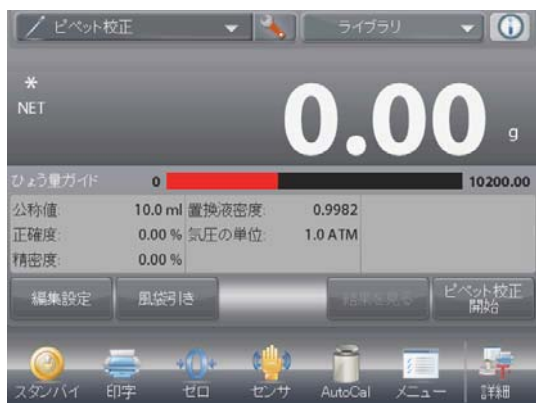 ピペット校正 ライブラリ
*
NET
0.00 g
ひょう量ガイド 0 10200.00
公称値: 10.0 ml 置換液密度: 0.9982
正確度: 0.00 % 気圧の単位: 1.0 ATM
精密度: 0.00 %
編集設定 風袋引き 結果を見る ピペット校正
開始
スタンバイ 印字 ゼロ センサ AutoCal メニュー 詳細